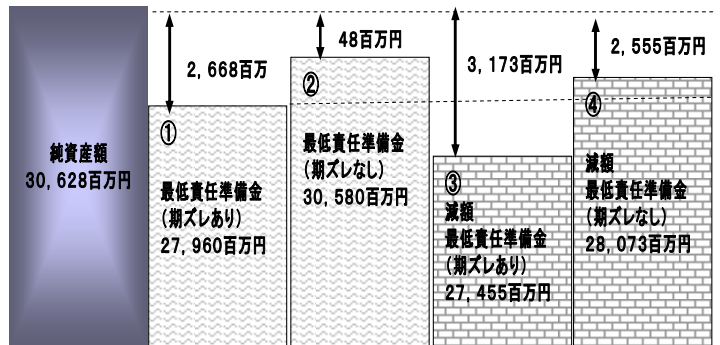 純資産額
30,628百万円
2,668百万
①
最低責任準備金
(期ズレあり)
27,960百万円
48百万円
②
最低責任準備金
(期ズレなし)
30,580百万円
3,173百万円
③
減額
最低責任準備金
(期ズレあり)
27,455百万円
2,555百万円
④
減額
最低責任準備金
(期ズレなし)
28,073百万円